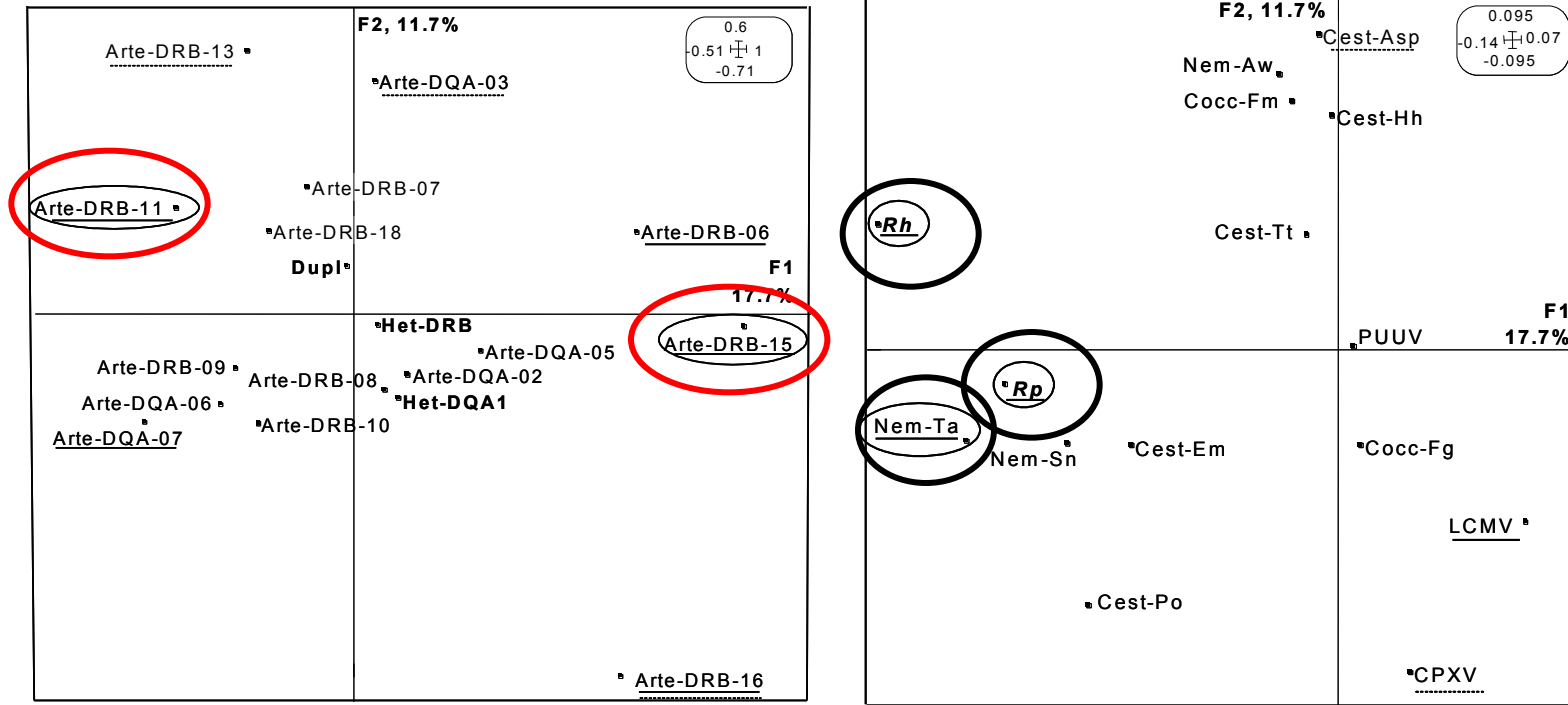 F2, 11.7%
0.6
-0.51 1
-0.71
Arte-DRB-13
Arte-DQA-03
Arte-DRB-07
Arte-DRB-11
Arte-DRB-18
Arte-DRB-06
Dupl
F1
17.7%
Het-DRB
Arte-DRB-15
Arte-DQA-05
Arte-DRB-09
Arte-DRB-08
Arte-DQA-02
Arte-DQA-06
Het-DQA1
Arte-DRB-10
Arte-DQA-07
Arte-DRB-16
F2, 11.7%
0.095
-0.14 0.07
-0.095
Cest-Asp
Nem-Aw
Cocc-Fm
Cest-Hh
Rh
Cest-Tt
F1
PUUV 17.7%
Rp
Nem-Ta
Nem-Sn
Cest-Em
Cocc-Fg
LCMV
Cest-Po
CPXV